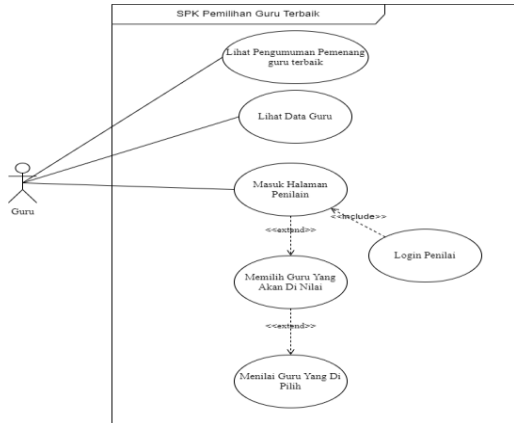 SPK Pemilihan Guru Terbaik
Lihat Pengumuman Pemenang
guru terbaik
Lihat Data Guru
Guru
Masuk Halaman
Penilain
<<include>>
<<extend>>
Login Penilai
Memilih Guru Yang
Akan Di Nilai
<<extend>>
Menilai Guru Yang Di
Pilih